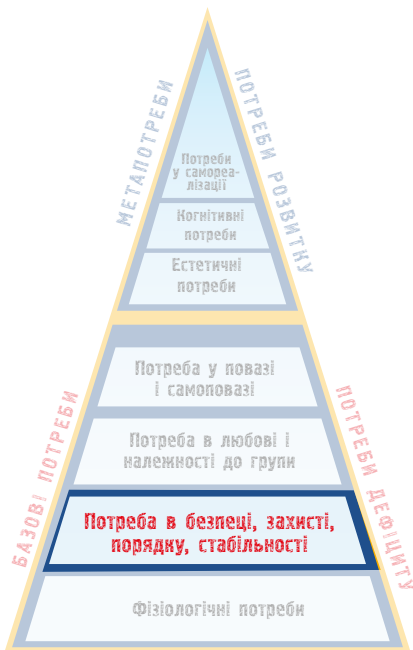 МЕТАПОТРЕБИ
ПОТРЕБИ РОЗВИТКУ
Потреби
у самореа-
лізації
Когнітивні
потреби
Естетичні
потреби
БАЗОВІ ПОТРЕБИ
ПОТРЕБИ ДЕФІЦИТУ
Потреба у повазі
і самоповазі
Потреба в любові і
належності до групи
Потреба в безпеці, захисті,
порядку, стабільності
Фізіологічні потреби